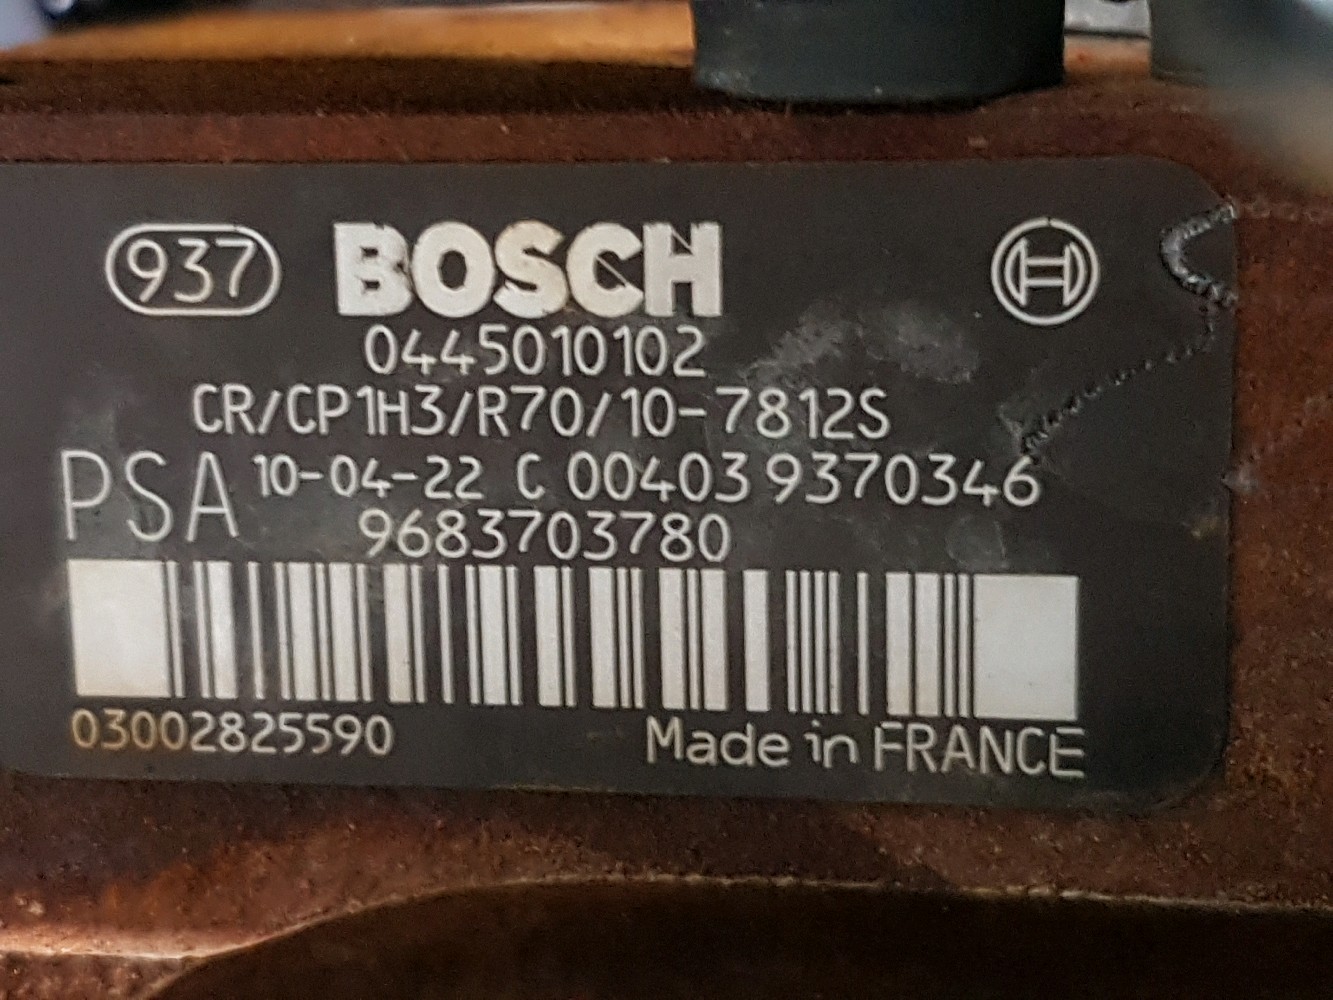 937 BOSCH
0445010102
CR/CP1H3/R70/10-7812S
PSA 10-04-22 C 00403 9370346
9683703780
03002825590 Made in FRANCE